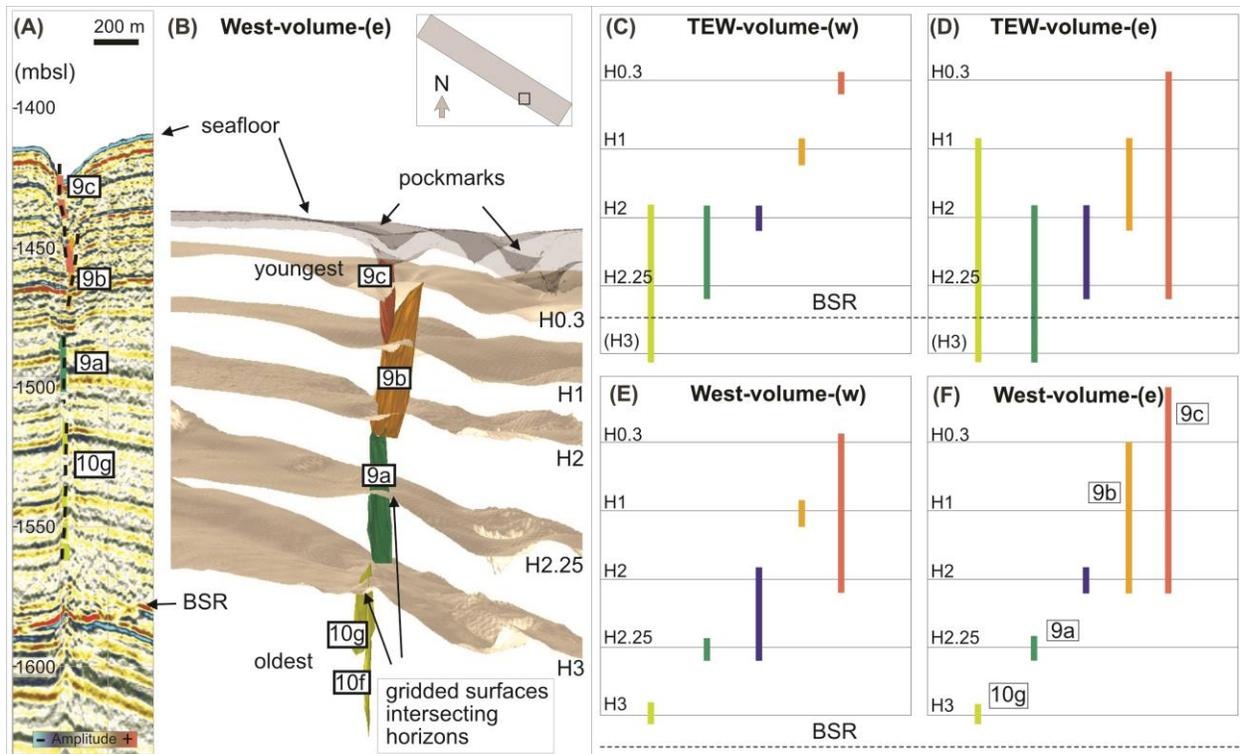 (A)
200 m
(mbsl)
-1400
-1450
-1500
-1550
-1600
9c
9b
9a
10g
- Amplitude +
(B) West-volume-(e)
N
seafloor
pockmarks
youngest
9c
9b
9a
10g
10f
oldest
BSR
H0.3
H1
H2
H2.25
H3
gridded surfaces
intersecting
horizons
(C) TEW-volume-(w)
H0.3
H1
H2
H2.25
BSR
(H3)
(D) TEW-volume-(e)
H0.3
H1
H2
H2.25
(H3)
(E) West-volume-(w)
H0.3
H1
H2
H2.25
H3
BSR
(F) West-volume-(e)
9c
H0.3
9b
H1
H2
9a
H2.25
10g
H3